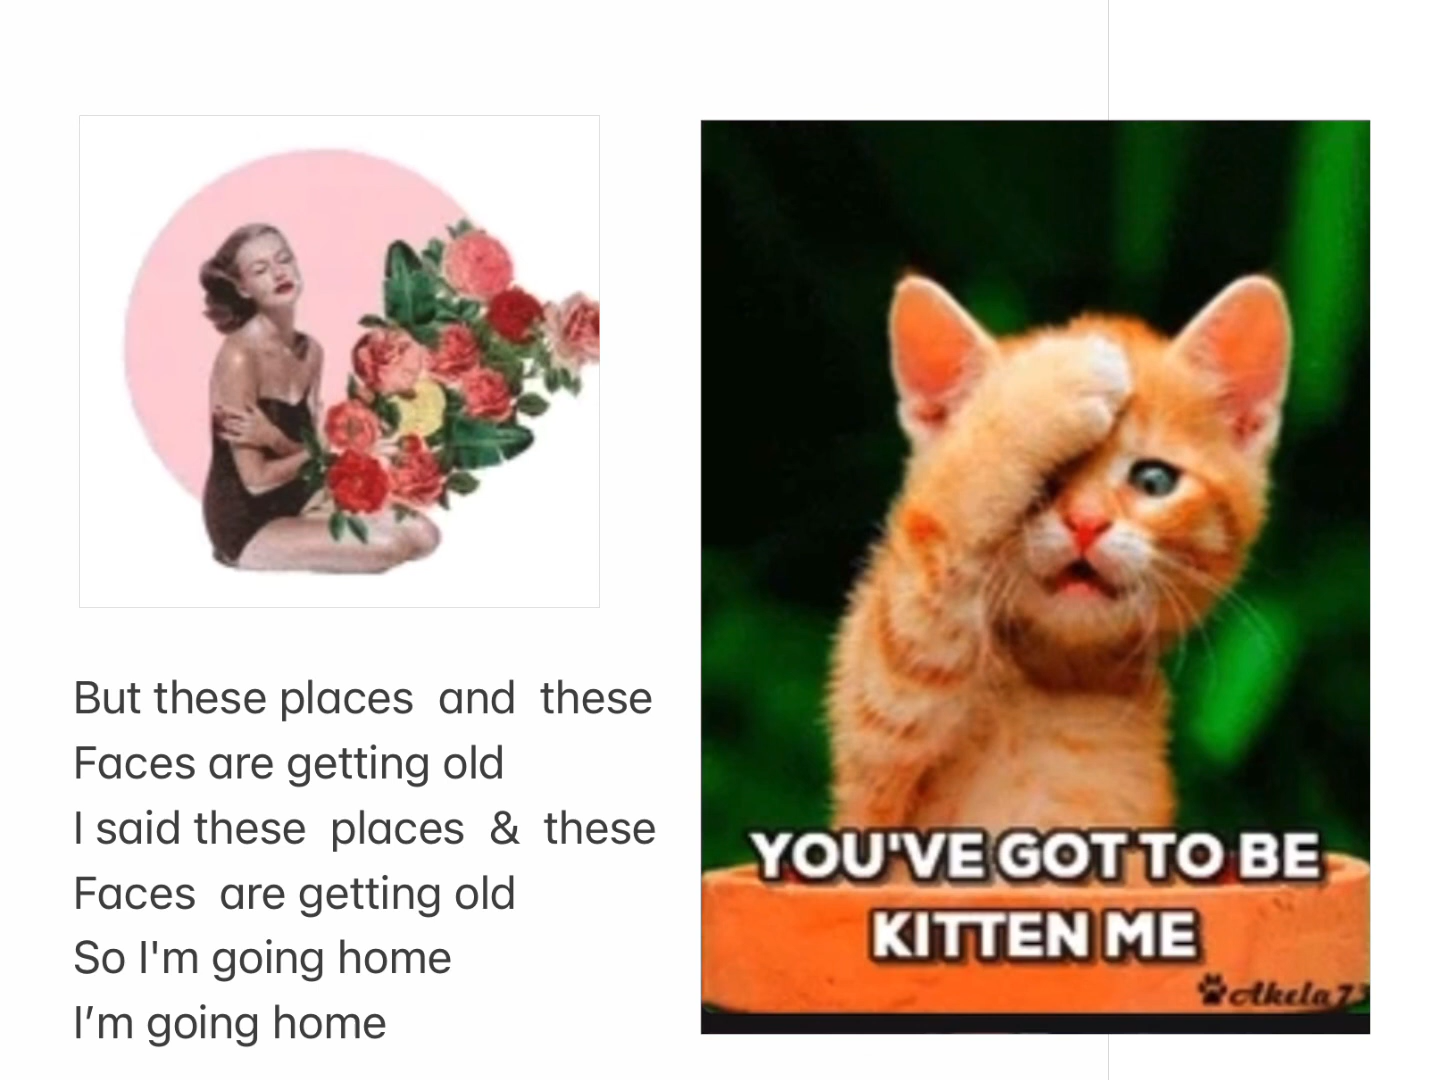 But these places and these
Faces are getting old
I said these places & these
Faces are getting old
So I'm going home
I’m going home
YOU'VE GOT TO BE
KITTEN ME
Akela73